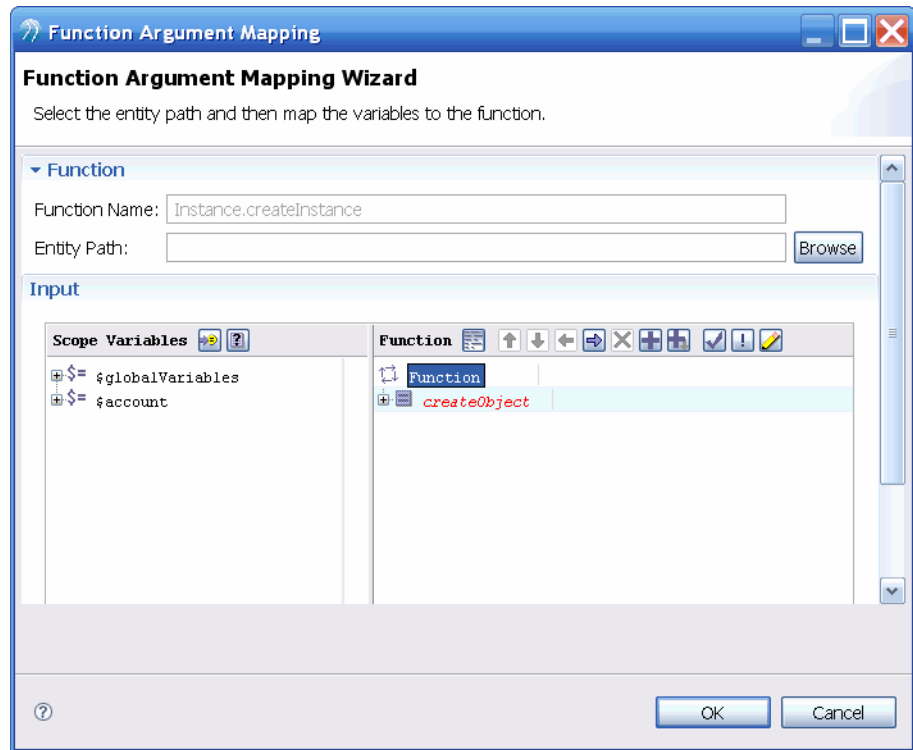 Function Argument Mapping
Function Argument Mapping Wizard
Select the entity path and then map the variables to the function.
Function
Function Name: Instance.createInstance
Entity Path: Browse
Input
Scope Variables Function
$= $globalVariables Function
$= $account createObject
OK Cancel